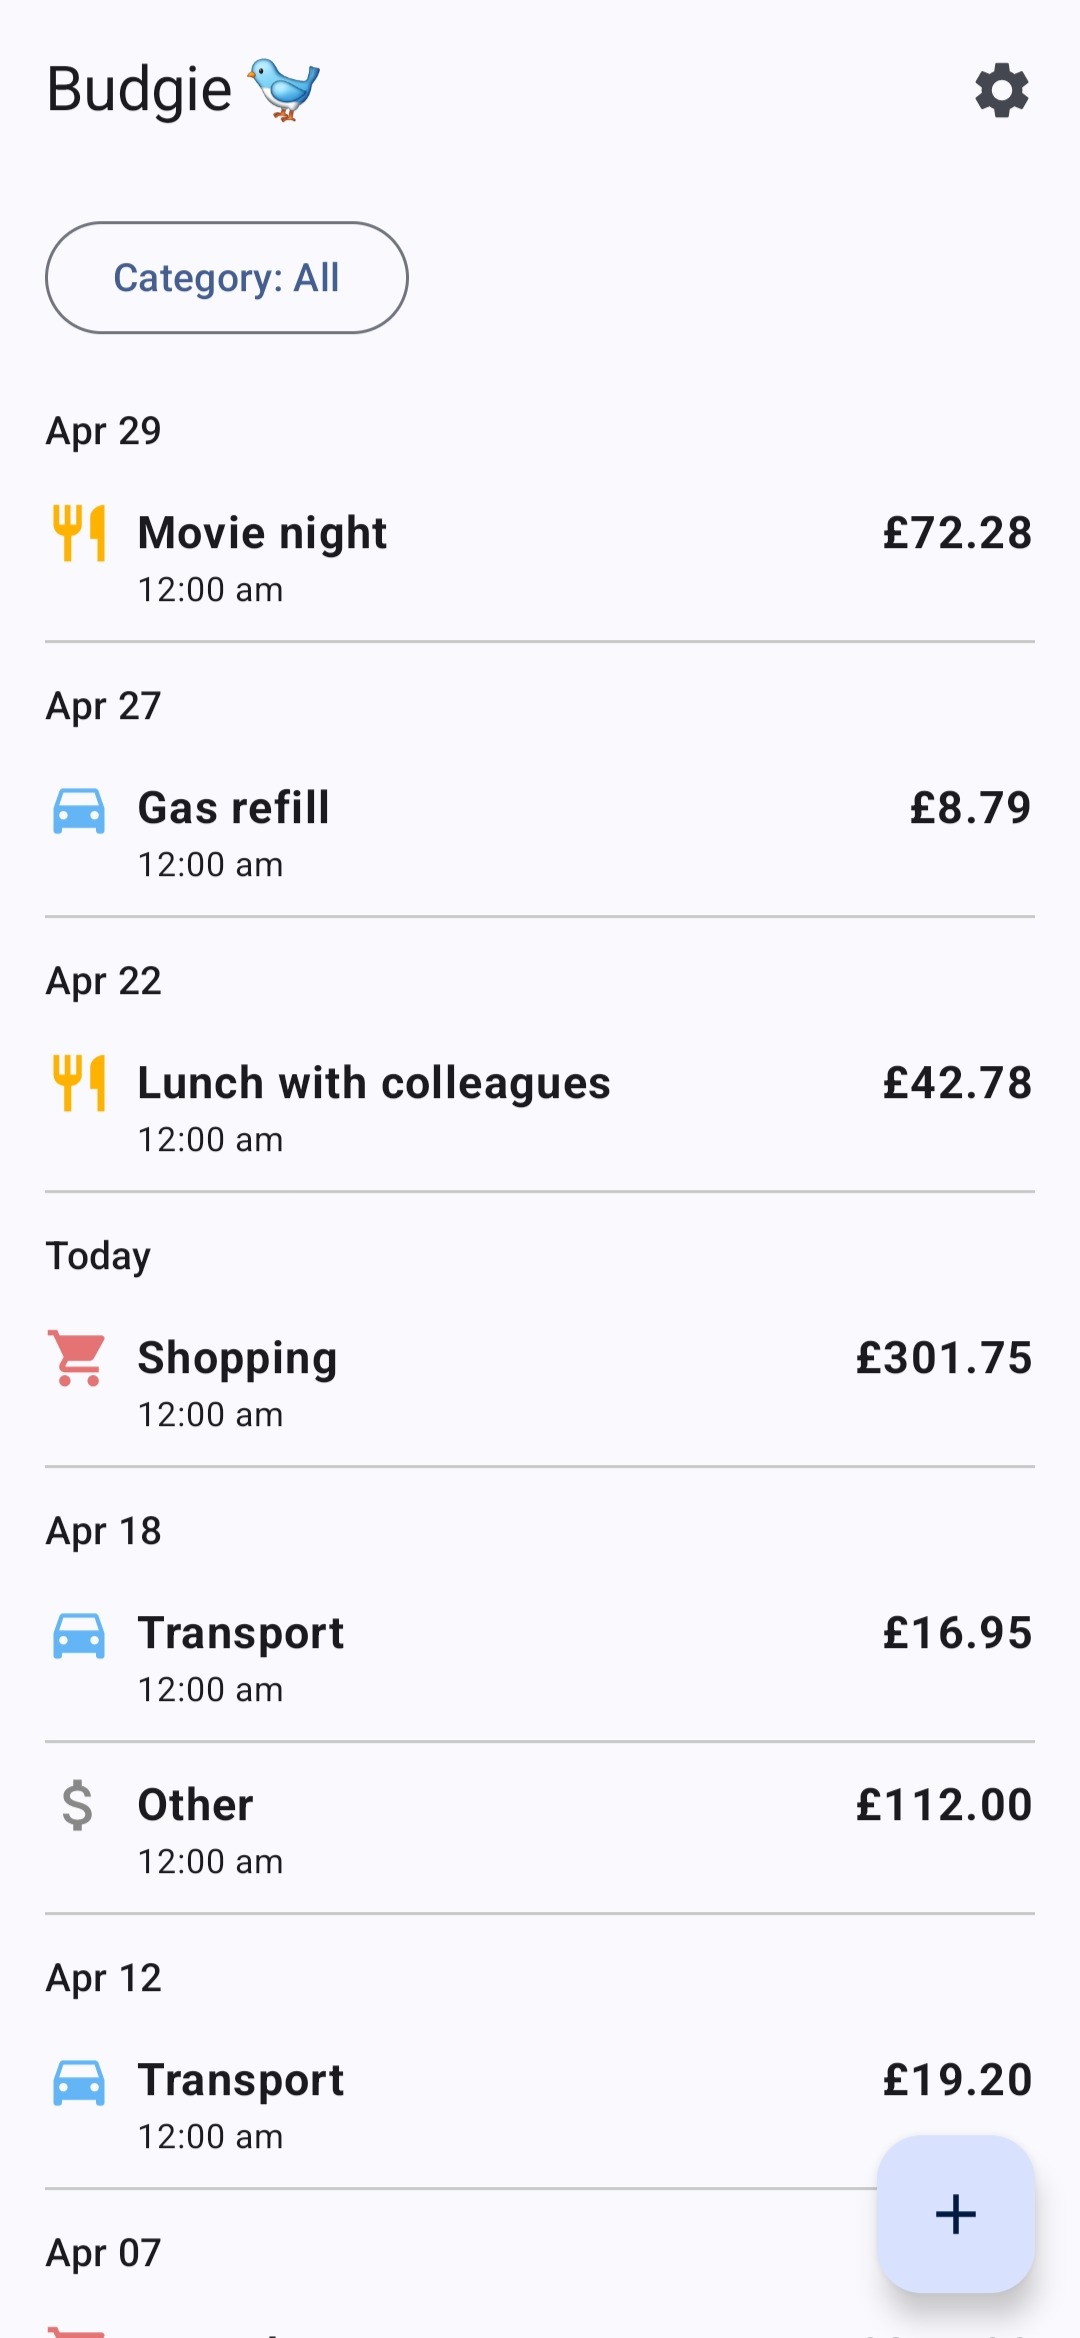 Budgie
Category: All
Apr 29
Movie night £72.28
12:00 am
Apr 27
Gas refill £8.79
12:00 am
Apr 22
Lunch with colleagues £42.78
12:00 am
Today
Shopping £301.75
12:00 am
Apr 18
Transport £16.95
12:00 am
$ Other £112.00
12:00 am
Apr 12
Transport £19.20
12:00 am
+
Apr 07